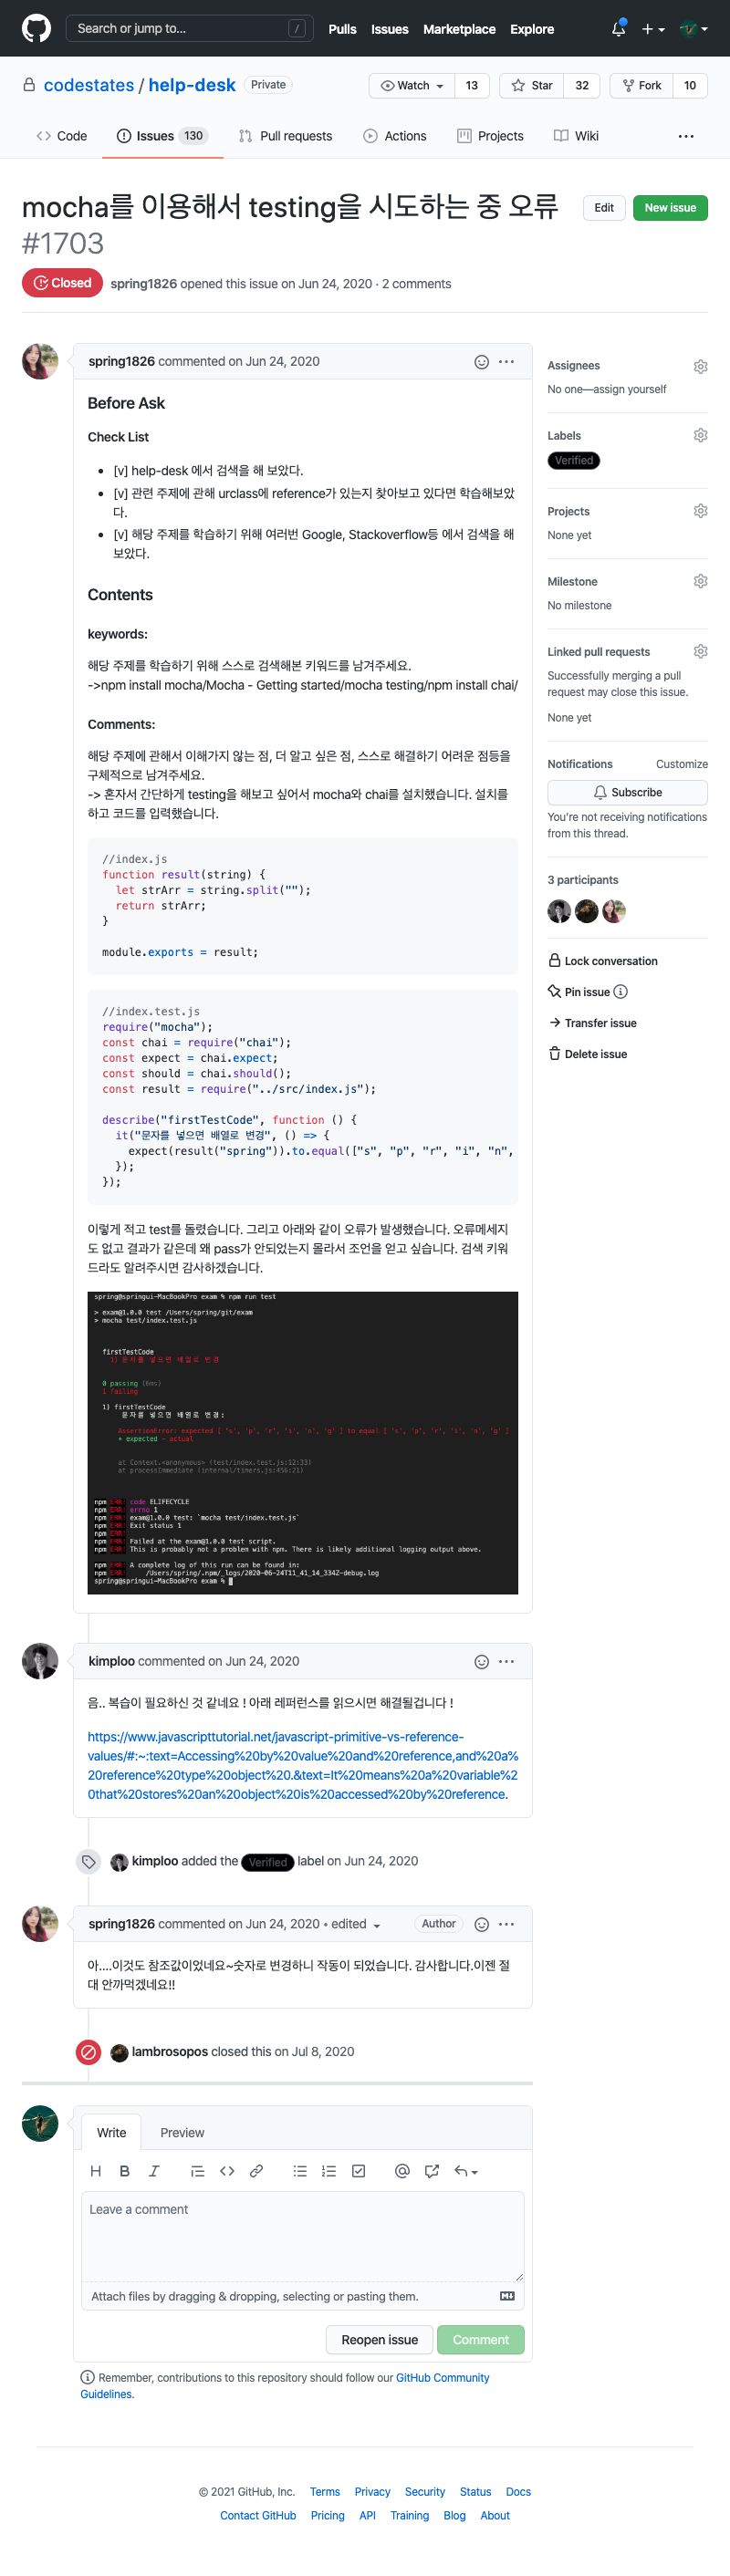 Search or jump to...
/
Pulls Issues Marketplace Explore
codestates / help-desk Private
Watch 13
Star 32
Fork 10
Code
Issues 130
Pull requests
Actions
Projects
Wiki
mocha를 이용해서 testing을 시도하는 중 오류
#1703
Edit
New issue
Closed
spring1826 opened this issue on Jun 24, 2020 · 2 comments
spring1826 commented on Jun 24, 2020
Before Ask
Check List
[v] help-desk 에서 검색을 해 보았다.
[v] 관련 주제에 관해 urclass에 reference가 있는지 찾아보고 있다면 학습해보았
다.
[v] 해당 주제를 학습하기 위해 여러번 Google, Stackoverflow등 에서 검색을 해
보았다.
Contents
keywords:
해당 주제를 학습하기 위해 스스로 검색해본 키워드를 남겨주세요.
->npm install mocha/Mocha - Getting started/mocha testing/npm install chai/
Comments:
해당 주제에 관해서 이해가지 않는 점, 더 알고 싶은 점, 스스로 해결하기 어려운 점등을
구체적으로 남겨주세요.
-> 혼자서 간단하게 testing을 해보고 싶어서 mocha와 chai를 설치했습니다. 설치를
하고 코드를 입력했습니다.
//index.js
function result(string) {
let strArr = string.split("");
return strArr;
}
module.exports = result;
//index.test.js
require("mocha");
const chai = require("chai");
const expect = chai.expect;
const should = chai.should();
const result = require("../src/index.js");
describe("firstTestCode", function () {
it("문자를 넣으면 배열로 변경", () => {
expect(result("spring")).to.equal(["s", "p", "r", "i", "n",
});
});
이렇게 적고 test를 돌렸습니다. 그리고 아래와 같이 오류가 발생했습니다. 오류메세지
도 없고 결과가 같은데 왜 pass가 안되었는지 몰라서 조언을 얻고 싶습니다. 검색 키워
드라도 알려주시면 감사하겠습니다.
spring@springui-MacBookPro exam % npm run test
> exam@1.0.0 test /Users/spring/git/exam
> mocha test/index.test.js
firstTestCode
1) 문자를 넣으면 배열로 변경
0 passing (6ms)
1 failing
1) firstTestCode
문자를 넣으면 배열로 변경:
AssertionError: expected [ 's', 'p', 'r', 'i', 'n', 'g' ] to equal [ 's', 'p', 'r', 'i', 'n', 'g' ]
+ expected - actual
at Context.<anonymous> (test/index.test.js:12:33)
at processImmediate (internal/timers.js:456:21)
npm ERR! code ELIFECYCLE
npm ERR! errno 1
npm ERR! exam@1.0.0 test: `mocha test/index.test.js`
npm ERR! Exit status 1
npm ERR!
npm ERR! Failed at the exam@1.0.0 test script.
npm ERR! This is probably not a problem with npm. There is likely additional logging output above.
npm ERR! A complete log of this run can be found in:
npm ERR! /Users/spring/.npm/_logs/2020-06-24T11_41_14_334Z-debug.log
spring@springui-MacBookPro exam %
kimploo commented on Jun 24, 2020
음.. 복습이 필요하신 것 같네요 ! 아래 레퍼런스를 읽으시면 해결될겁니다 !
https://www.javascripttutorial.net/javascript-primitive-vs-reference-
values/#:~:text=Accessing%20by%20value%20and%20reference,and%20a%
20reference%20type%20object%20.&text=It%20means%20a%20variable%2
0that%20stores%20an%20object%20is%20accessed%20by%20reference.
kimploo added the Verified label on Jun 24, 2020
spring1826 commented on Jun 24, 2020 • edited
Author
아....이것도 참조값이었네요~숫자로 변경하니 작동이 되었습니다. 감사합니다.이젠 절
대 안까먹겠네요!!
lambrosopos closed this on Jul 8, 2020
Write
Preview
Leave a comment
Attach files by dragging & dropping, selecting or pasting them.
Reopen issue
Comment
Remember, contributions to this repository should follow our GitHub Community
Guidelines.
Assignees
No one—assign yourself
Labels
Verified
Projects
None yet
Milestone
No milestone
Linked pull requests
Successfully merging a pull
request may close this issue.
None yet
Notifications
Customize
Subscribe
You're not receiving notifications
from this thread.
3 participants
Lock conversation
Pin issue
Transfer issue
Delete issue
© 2021 GitHub, Inc. Terms Privacy Security Status Docs
Contact GitHub Pricing API Training Blog About